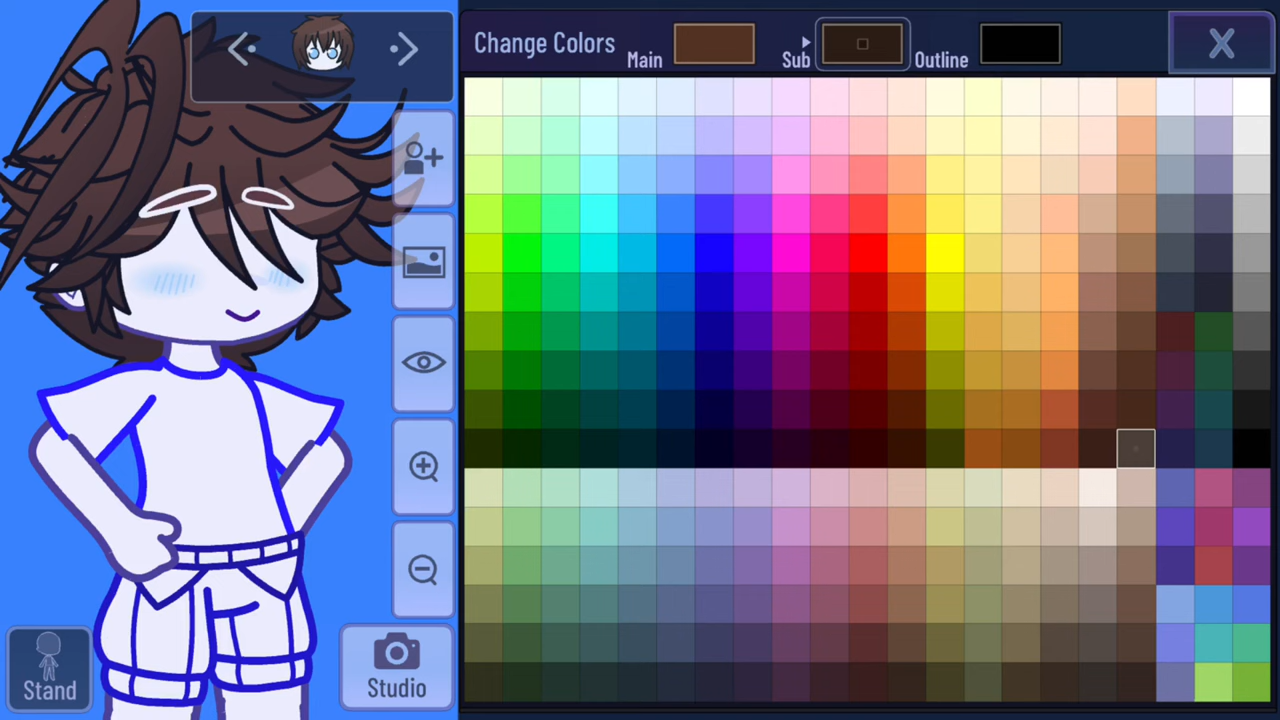 Change Colors
Main
Sub
Outline
X
Stand
Studio